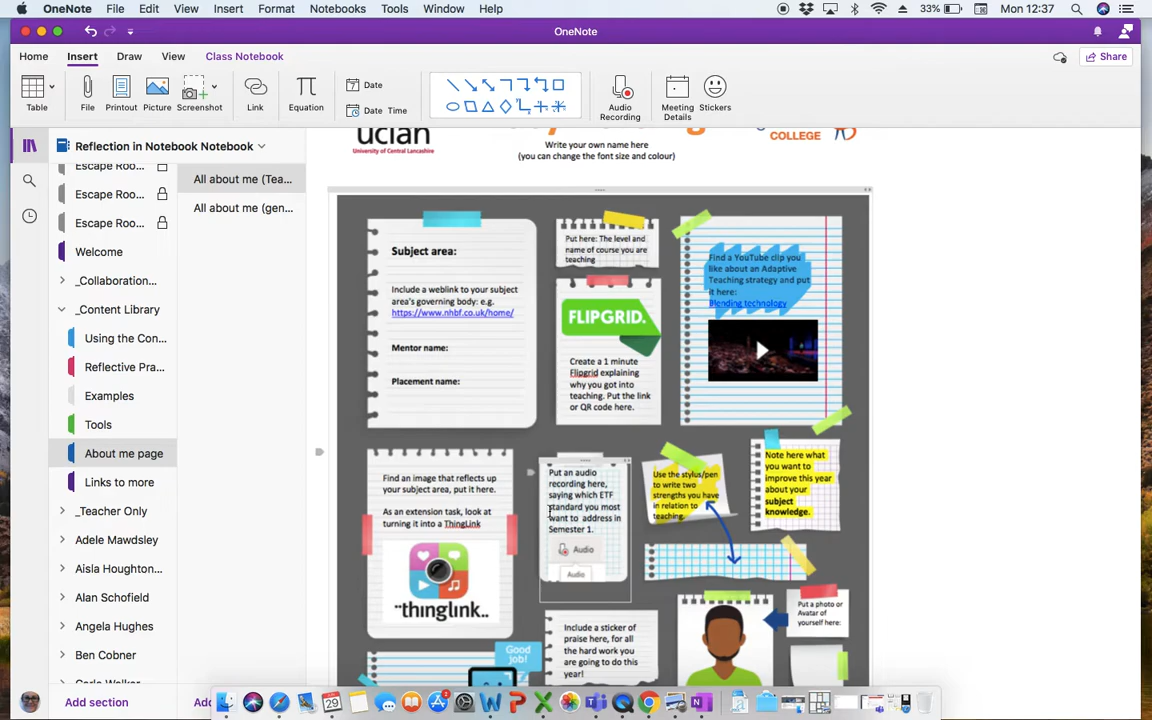 OneNote File Edit View Insert Format Notebooks Tools Window Help 33% Mon 12:37
OneNote
Home Insert Draw View Class Notebook Share
Table File Printout Picture Screenshot Link Equation Date Date Time Audio Recording Meeting Details Stickers
Reflection in Notebook Notebook
Escape Roo...
Escape Roo...
Escape Roo...
Welcome
_Collaboration...
_Content Library
Using the Con...
Reflective Pra...
Examples
Tools
About me page
Links to more
_Teacher Only
Adele Mawdsley
Aisla Houghton...
Alan Schofield
Angela Hughes
Ben Cobner
Add section
All about me (Tea...
All about me (gen...
uclan
University of Central Lancashire
Write your own name here
(you can change the font size and colour)
COLLEGE
Subject area:
Include a weblink to your subject
area's governing body: e.g.
https://www.nhbf.co.uk/home/
Mentor name:
Placement name:
Put here: The level and
name of course you are
teaching
FLIPGRID.
Create a 1 minute
Flipgrid explaining
why you got into
teaching. Put the link
or QR code here.
Find a YouTube clip you
like about an Adaptive
Teaching strategy and put
it here:
Blending technology
Find an image that reflects up
your subject area, put it here.
As an extension task, look at
turning it into a ThingLink
"thinglink..
Put an audio
recording here,
saying which ETF
standard you most
want to address in
Semester 1.
Audio
Audio
Use the stylus/pen
to write two
strengths you have
in relation to
teaching.
Note here what
you want to
improve this year
about your
subject
knowledge.
Good
job!
Include a sticker of
praise here, for all
the hard work you
are going to do this
year!
Put a photo or
Avatar of
yourself here: